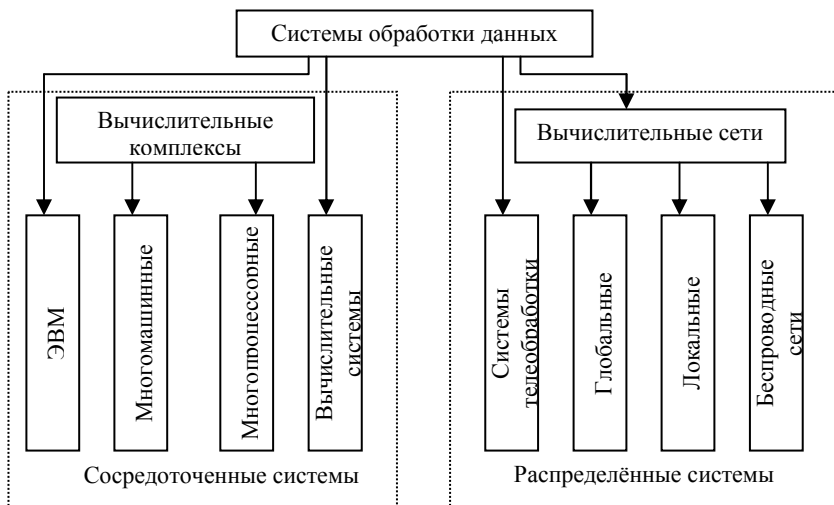 Системы обработки данных
Вычислительные
комплексы
Вычислительные сети
ЭВМ
Многомашинные
Многопроцессорные
Вычислительные
системы
Системы
телеобработки
Глобальные
Локальные
Беспроводные
сети
Сосредоточенные системы
Распределённые системы